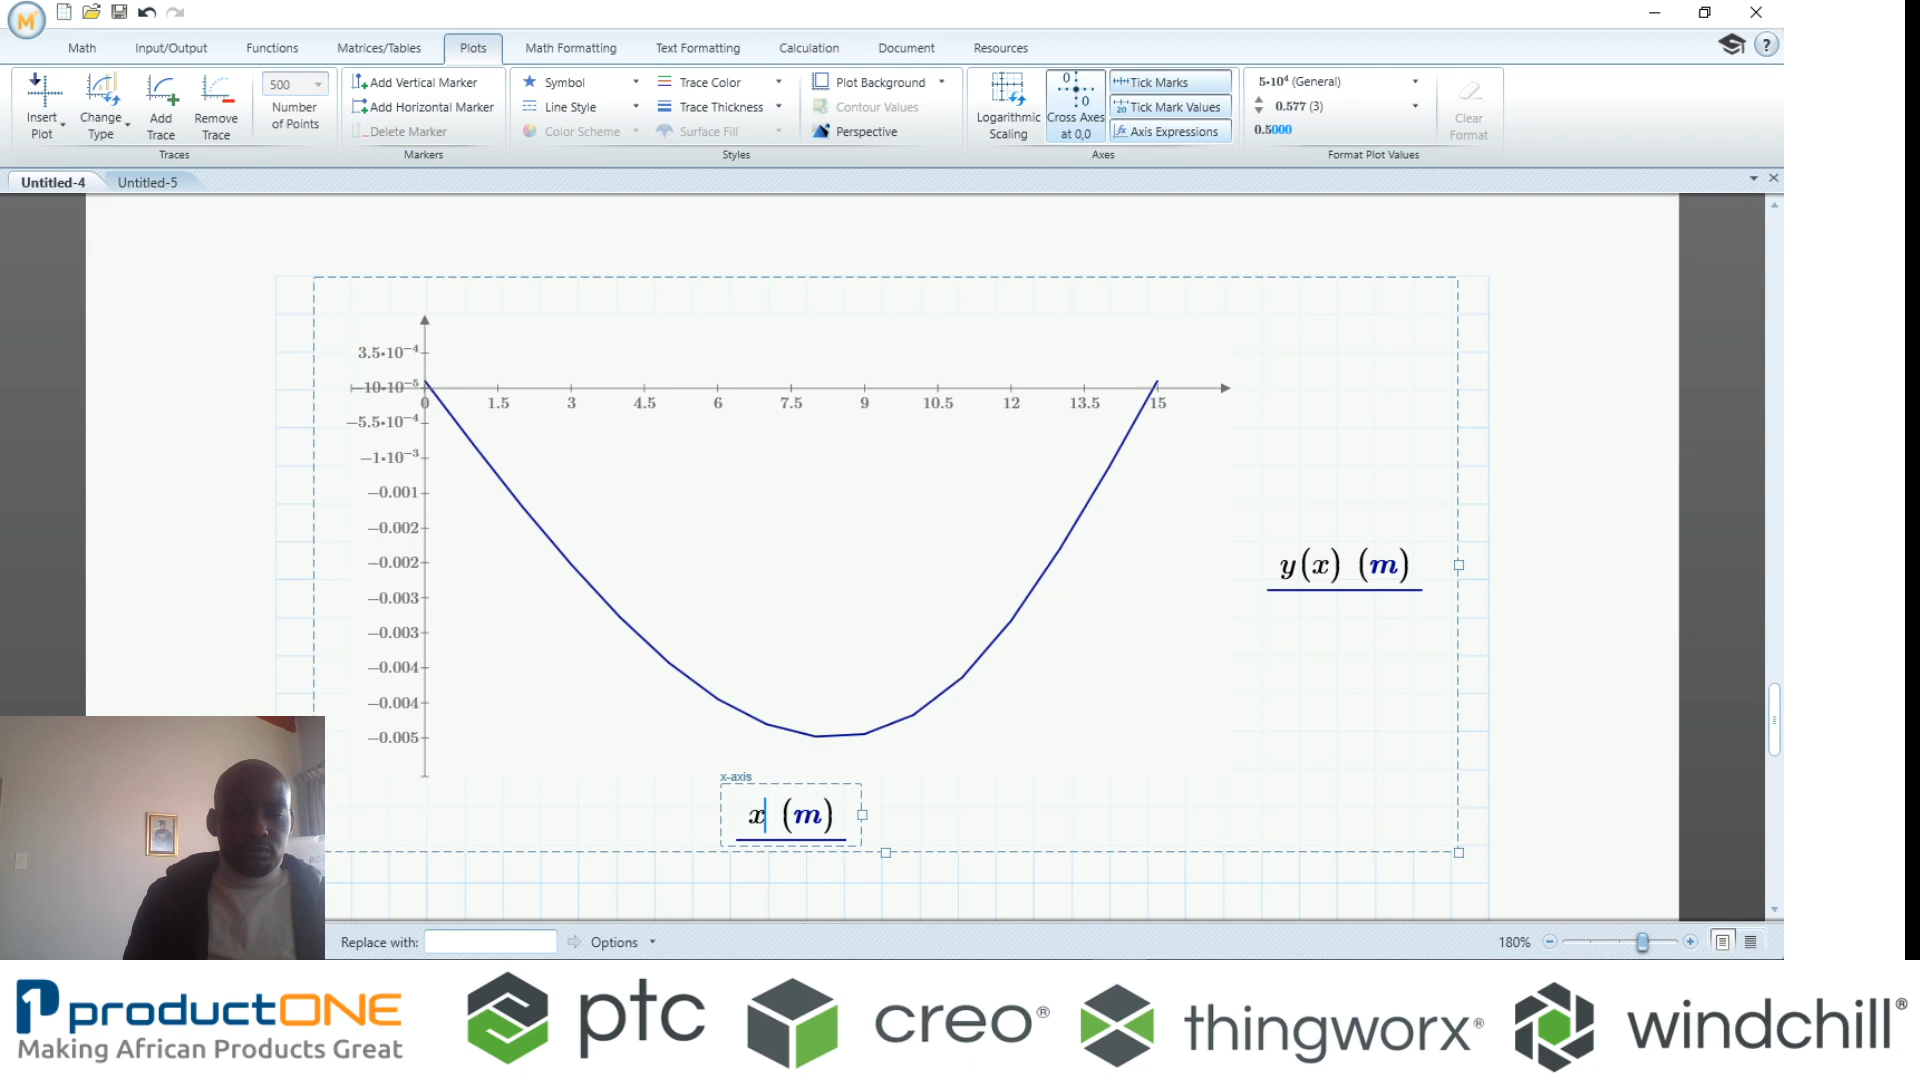 Math Input/Output Functions Matrices/Tables Plots Math Formatting Text Formatting Calculation Document Resources
?
Insert Plot
Change Type
Add Trace
Remove Trace
500
Number of Points
Traces
Add Vertical Marker
Add Horizontal Marker
Delete Marker
Markers
Symbol
Line Style
Color Scheme
Trace Color
Trace Thickness
Surface Fill
Plot Background
Contour Values
Perspective
Styles
Logarithmic Scaling
Cross Axes at 0,0
Tick Marks
Tick Mark Values
Axis Expressions
Axes
5•10⁴ (General)
0.577 (3)
0.5000
Clear Format
Format Plot Values
Untitled-4 Untitled-5
3.5•10⁻⁴
−10•10⁻⁵
−5.5•10⁻⁴
−1•10⁻³
−0.001
−0.002
−0.002
−0.003
−0.003
−0.004
−0.004
−0.005
0 1.5 3 4.5 6 7.5 9 10.5 12 13.5 15
y(x) (m)
x-axis
x (m)
Replace with:
Options
180%
productONE
Making African Products Great
ptc
creo®
thingworx®
windchill®